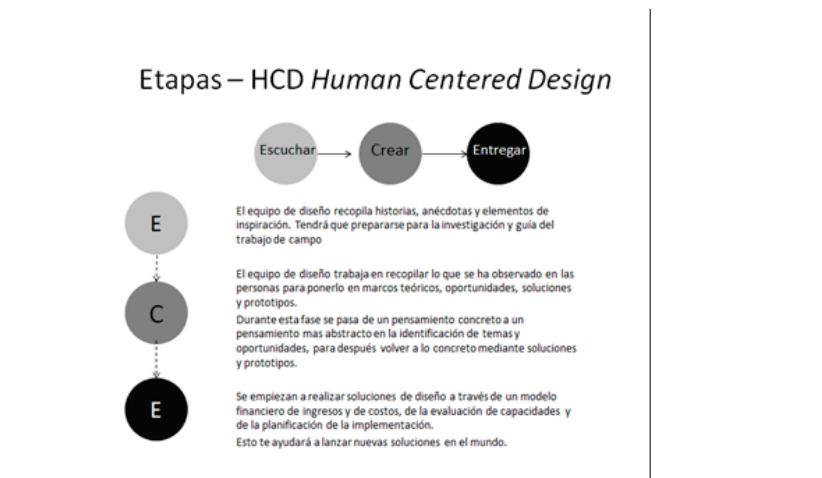 Etapas – HCD Human Centered Design
Escuchar
Crear
Entregar
E
El equipo de diseño recopila historias, anécdotas y elementos de
inspiración. Tendrá que prepararse para la investigación y guía del
trabajo de campo
C
El equipo de diseño trabaja en recopilar lo que se ha observado en las
personas para ponerlo en marcos teóricos, oportunidades, soluciones
y prototipos.
Durante esta fase se pasa de un pensamiento concreto a un
pensamiento mas abstracto en la identificación de temas y
oportunidades, para después volver a lo concreto mediante soluciones
y prototipos.
E
Se empiezan a realizar soluciones de diseño a través de un modelo
financiero de ingresos y de costos, de la evaluación de capacidades y
de la planificación de la implementación.
Esto te ayudará a lanzar nuevas soluciones en el mundo.